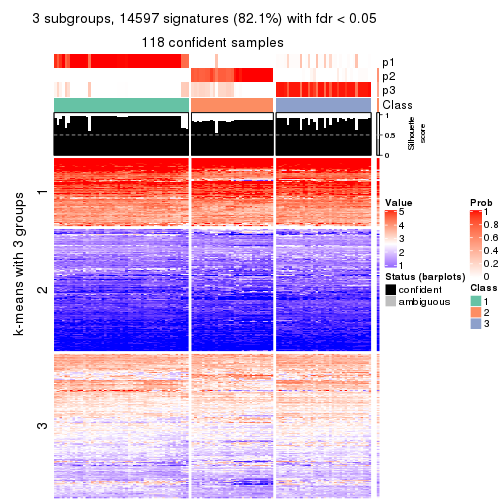 3 subgroups, 14597 signatures (82.1%) with fdr < 0.05
118 confident samples
p1
p2
p3
Class
1
0.5
0
Silhouette
score
k-means with 3 groups
1
2
3
Value
5
4
3
2
1
Status (barplots)
confident
ambiguous
Prob
1
0.8
0.6
0.4
0.2
0
Class
1
2
3